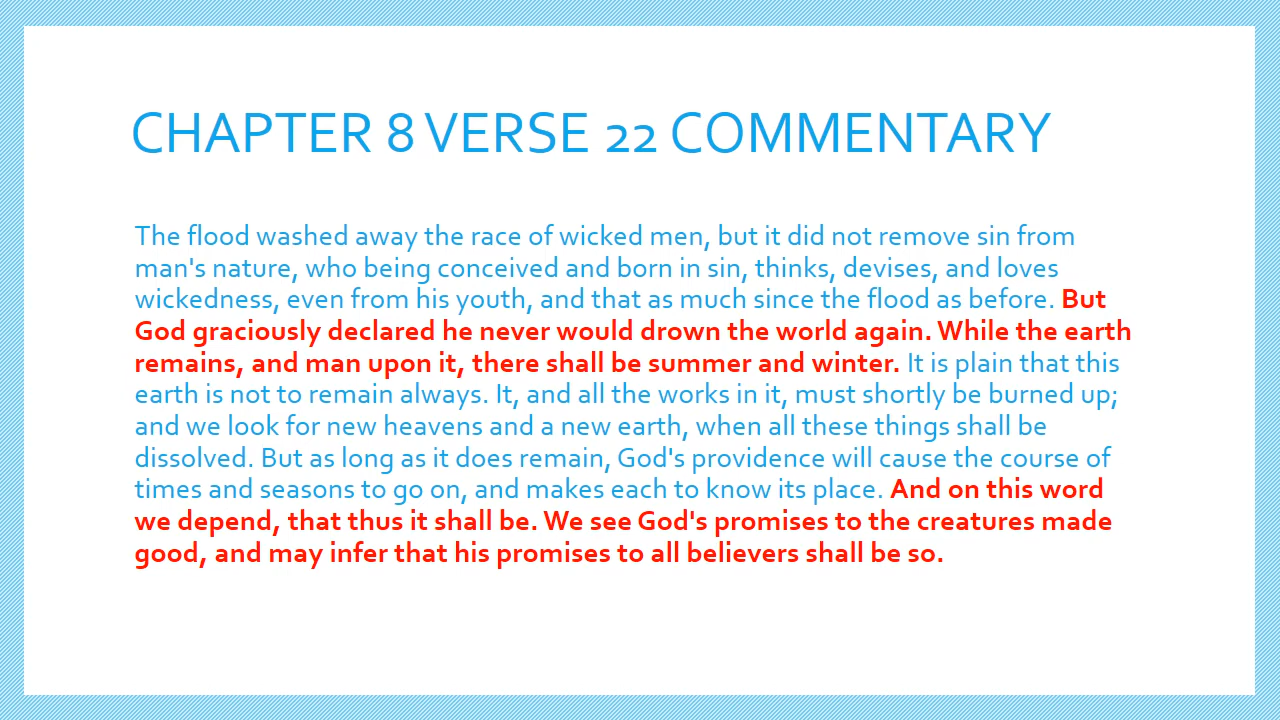 CHAPTER 8 VERSE 22 COMMENTARY
The flood washed away the race of wicked men, but it did not remove sin from
man's nature, who being conceived and born in sin, thinks, devises, and loves
wickedness, even from his youth, and that as much since the flood as before. But
God graciously declared he never would drown the world again. While the earth
remains, and man upon it, there shall be summer and winter. It is plain that this
earth is not to remain always. It, and all the works in it, must shortly be burned up;
and we look for new heavens and a new earth, when all these things shall be
dissolved. But as long as it does remain, God's providence will cause the course of
times and seasons to go on, and makes each to know its place. And on this word
we depend, that thus it shall be. We see God's promises to the creatures made
good, and may infer that his promises to all believers shall be so.